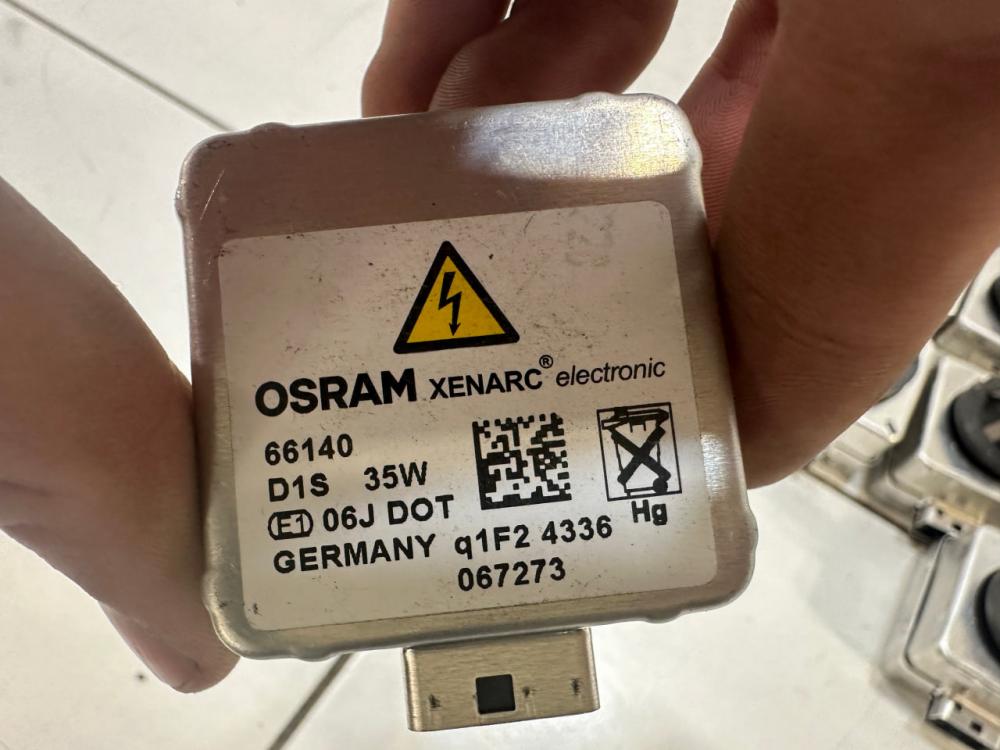 OSRAM XENARC® electronic
66140
D1S 35W
E1 06J DOT
Hg
GERMANY q1F2 4336
067273